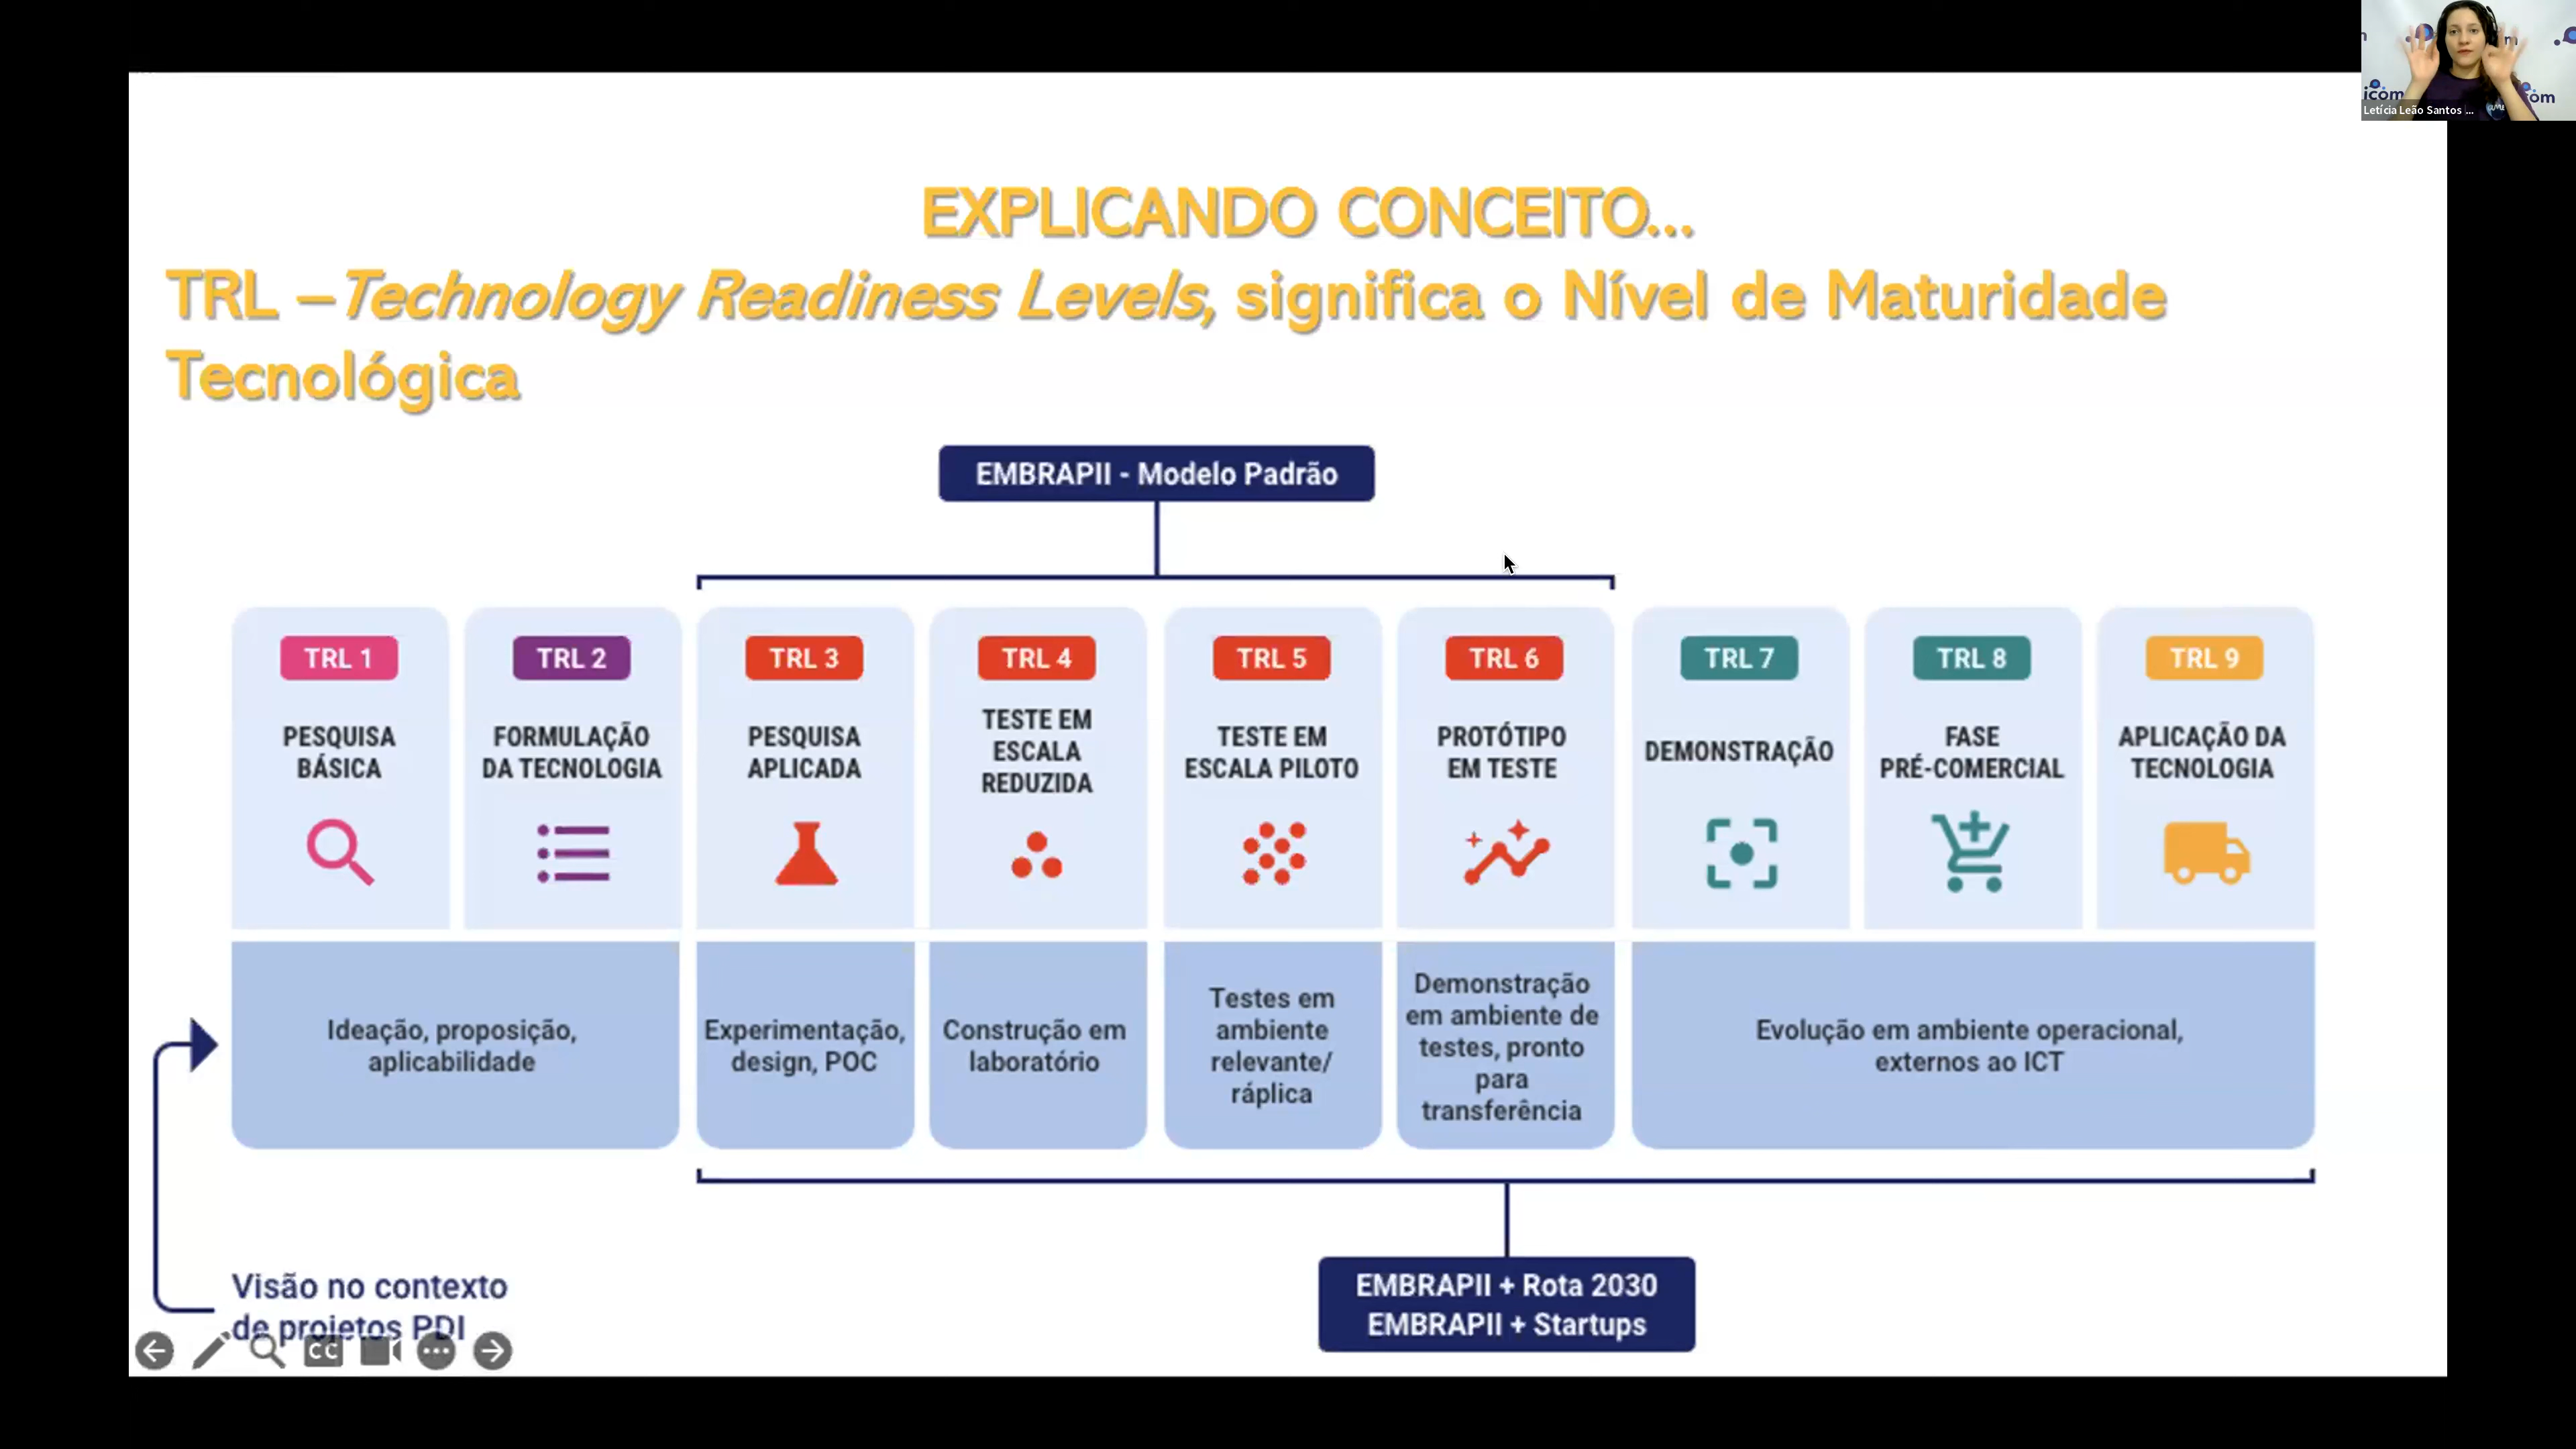 Letícia Leão Santos ...
icom
EXPLICANDO CONCEITO...
TRL –Technology Readiness Levels, significa o Nível de Maturidade
Tecnológica
EMBRAPII - Modelo Padrão
TRL 1
PESQUISA
BÁSICA
TRL 2
FORMULAÇÃO
DA TECNOLOGIA
TRL 3
PESQUISA
APLICADA
TRL 4
TESTE EM
ESCALA
REDUZIDA
TRL 5
TESTE EM
ESCALA PILOTO
TRL 6
PROTÓTIPO
EM TESTE
TRL 7
DEMONSTRAÇÃO
TRL 8
FASE
PRÉ-COMERCIAL
TRL 9
APLICAÇÃO DA
TECNOLOGIA
Ideação, proposição,
aplicabilidade
Experimentação,
design, POC
Construção em
laboratório
Testes em
ambiente
relevante/
ráplica
Demonstração
em ambiente de
testes, pronto
para
transferência
Evolução em ambiente operacional,
externos ao ICT
Visão no contexto
de projetos PDI
EMBRAPII + Rota 2030
EMBRAPII + Startups
CC